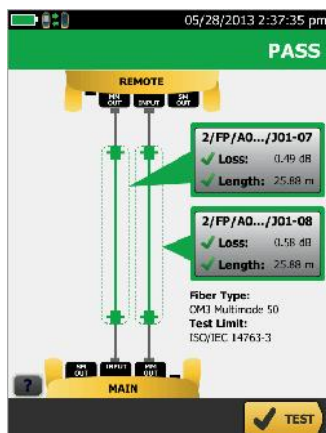 05/28/2013 2:37:35 pm
PASS
REMOTE
MM OUT
INPUT
SM OUT
2/FP/A0.../J01-07
Loss: 0.49 dB
Length: 25.88 m
2/FP/A0.../J01-08
Loss: 0.58 dB
Length: 25.88 m
Fiber Type:
OM3 Multimode 50
Test Limit:
ISO/IEC 14763-3
SM OUT
INPUT
MM OUT
MAIN
?
TEST